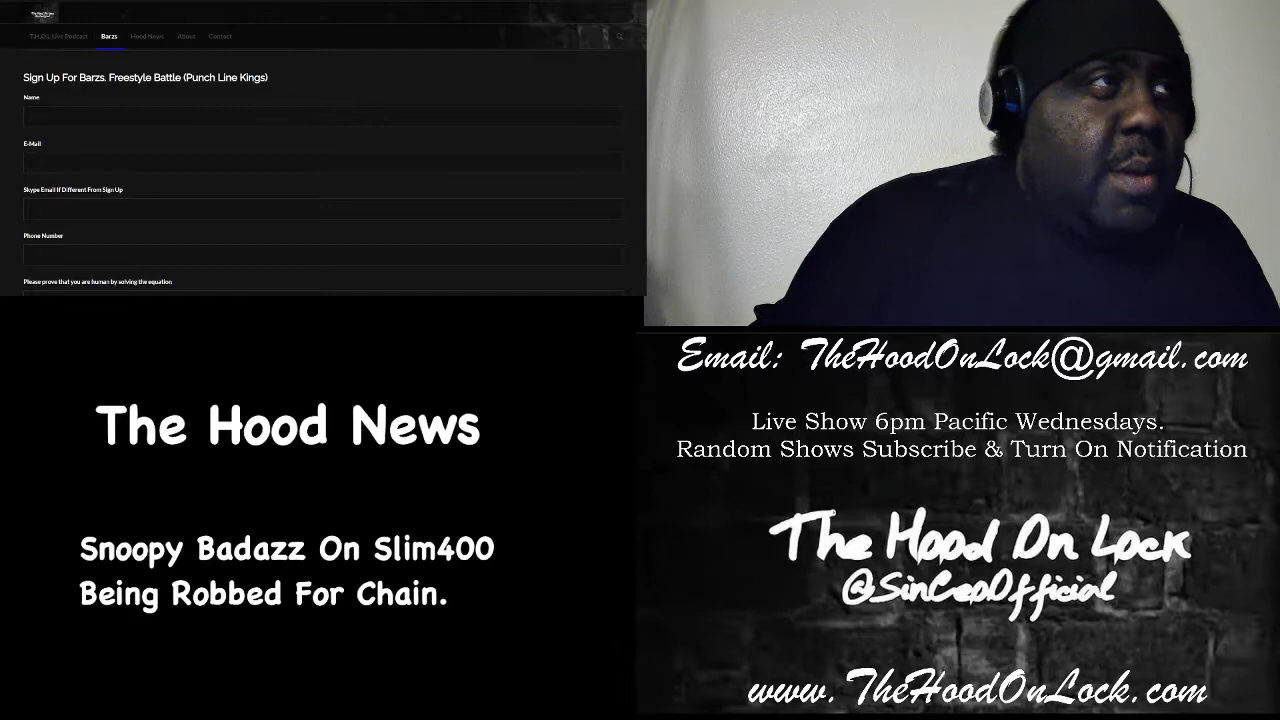 T.H.O.L Live Podcast Barzs Hood News About Contact
Sign Up For Barzs. Freestyle Battle (Punch Line Kings)
Name
E-Mail
Skype Email If Different From Sign Up
Phone Number
Please prove that you are human by solving the equation
The Hood News
Snoopy Badazz On Slim400
Being Robbed For Chain.
Email: TheHoodOnLock@gmail.com
Live Show 6pm Pacific Wednesdays.
Random Shows Subscribe & Turn On Notification
The Hood On Lock
@SinCeoOfficial
www.TheHoodOnLock.com